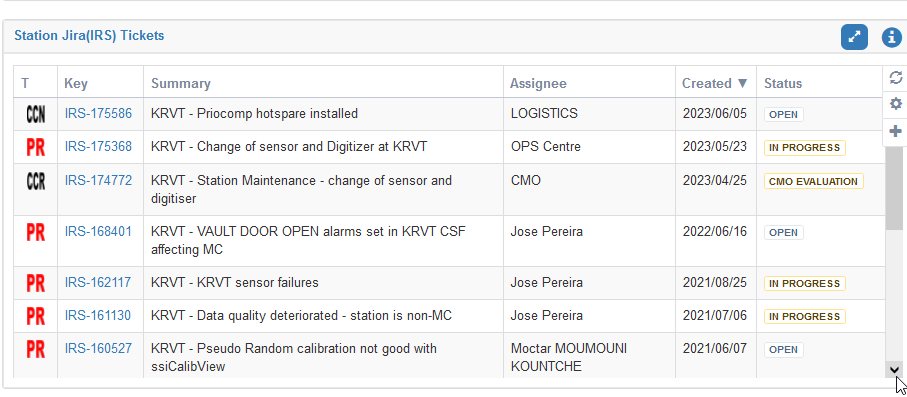 Station Jira(IRS) Tickets
T Key Summary Assignee Created ▼ Status
CCN IRS-175586 KRVT - Priocomp hotspare installed LOGISTICS 2023/06/05 OPEN
PR IRS-175368 KRVT - Change of sensor and Digitizer at KRVT OPS Centre 2023/05/23 IN PROGRESS
CCR IRS-174772 KRVT - Station Maintenance - change of sensor and CMO 2023/04/25 CMO EVALUATION
digitiser
PR IRS-168401 KRVT - VAULT DOOR OPEN alarms set in KRVT CSF Jose Pereira 2022/06/16 OPEN
affecting MC
PR IRS-162117 KRVT - KRVT sensor failures Jose Pereira 2021/08/25 IN PROGRESS
PR IRS-161130 KRVT - Data quality deteriorated - station is non-MC Jose Pereira 2021/07/06 IN PROGRESS
PR IRS-160527 KRVT - Pseudo Random calibration not good with Moctar MOUMOUNI 2021/06/07 OPEN
ssiCalibView KOUNTCHE